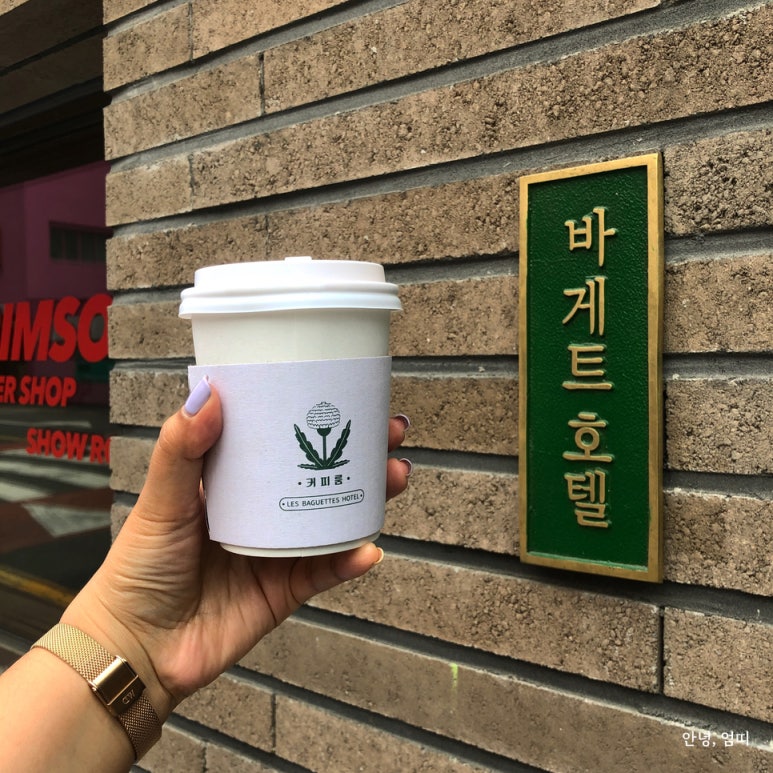 IMSO
ER SHOP
SHOW R
• 커피룸 •
• LES BAGUETTES HOTEL •
DW
바게트 호텔
안녕, 엄띠